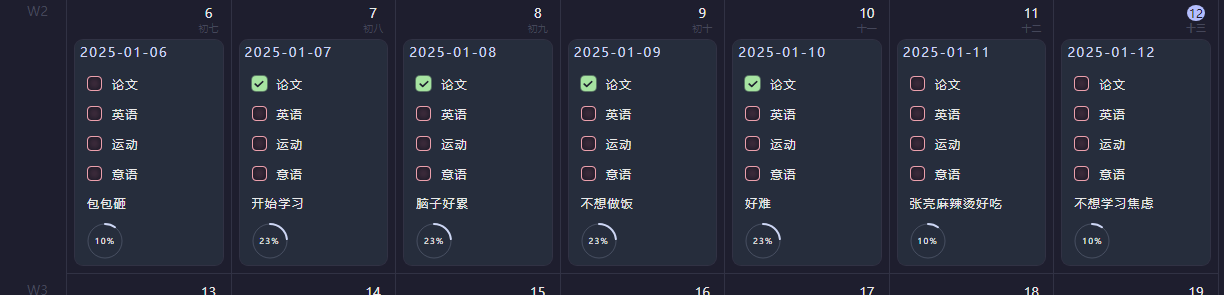 W2
6
初七
7
初八
8
初九
9
初十
10
十一
11
十二
12
十三
2025-01-06
论文
英语
运动
意语
包包砸
10%
2025-01-07
论文
英语
运动
意语
开始学习
23%
2025-01-08
论文
英语
运动
意语
脑子好累
23%
2025-01-09
论文
英语
运动
意语
不想做饭
23%
2025-01-10
论文
英语
运动
意语
好难
23%
2025-01-11
论文
英语
运动
意语
张亮麻辣烫好吃
10%
2025-01-12
论文
英语
运动
意语
不想学习焦虑
10%
W3
13
14
15
16
17
18
19